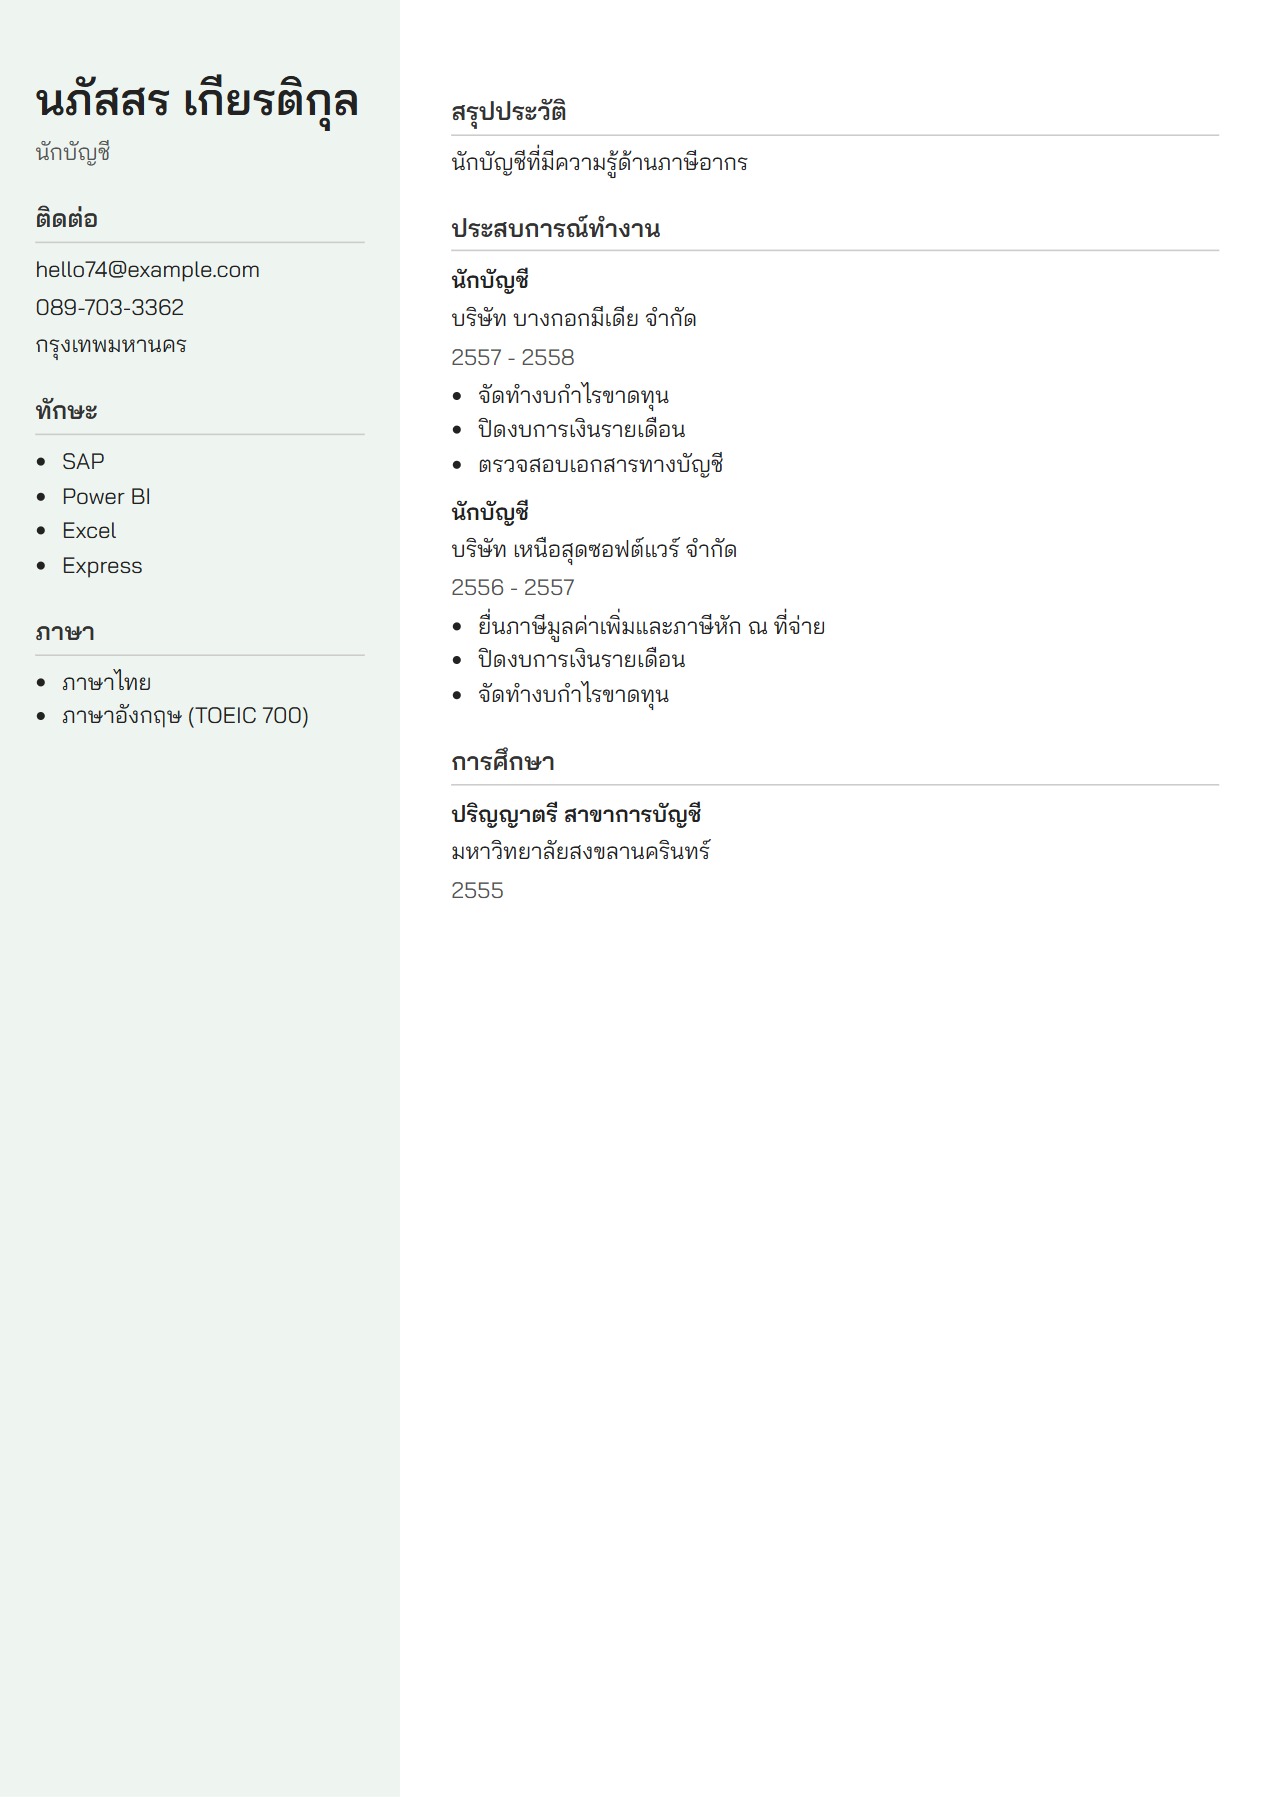 นภัสสร เกียรติกุล
นักบัญชี
ติดต่อ
hello74@example.com
089-703-3362
กรุงเทพมหานคร
ทักษะ
• SAP
• Power BI
• Excel
• Express
ภาษา
• ภาษาไทย
• ภาษาอังกฤษ (TOEIC 700)
สรุปประวัติ
นักบัญชีที่มีความรู้ด้านภาษีอากร
ประสบการณ์ทำงาน
นักบัญชี
บริษัท บางกอกมีเดีย จำกัด
2557 - 2558
• จัดทำงบกำไรขาดทุน
• ปิดงบการเงินรายเดือน
• ตรวจสอบเอกสารทางบัญชี
นักบัญชี
บริษัท เหนือสุดซอฟต์แวร์ จำกัด
2556 - 2557
• ยื่นภาษีมูลค่าเพิ่มและภาษีหัก ณ ที่จ่าย
• ปิดงบการเงินรายเดือน
• จัดทำงบกำไรขาดทุน
การศึกษา
ปริญญาตรี สาขาการบัญชี
มหาวิทยาลัยสงขลานครินทร์
2555